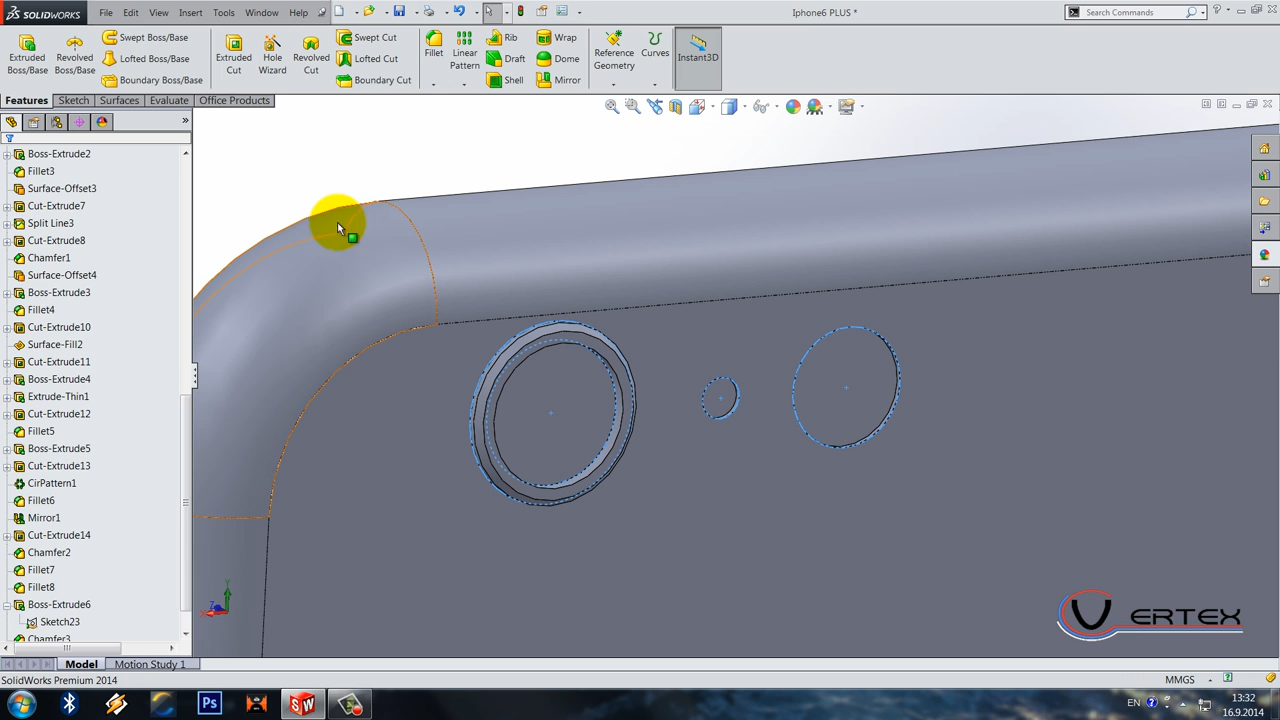 SOLIDWORKS
File Edit View Insert Tools Window Help
Iphone6 PLUS *
Search Commands
Extruded Boss/Base
Revolved Boss/Base
Swept Boss/Base
Lofted Boss/Base
Boundary Boss/Base
Extruded Cut
Hole Wizard
Revolved Cut
Swept Cut
Lofted Cut
Boundary Cut
Fillet
Linear Pattern
Rib
Draft
Shell
Wrap
Dome
Mirror
Reference Geometry
Curves
Instant3D
Features Sketch Surfaces Evaluate Office Products
Boss-Extrude2
Fillet3
Surface-Offset3
Cut-Extrude7
Split Line3
Cut-Extrude8
Chamfer1
Surface-Offset4
Boss-Extrude3
Fillet4
Cut-Extrude10
Surface-Fill2
Cut-Extrude11
Boss-Extrude4
Extrude-Thin1
Cut-Extrude12
Fillet5
Boss-Extrude5
Cut-Extrude13
CirPattern1
Fillet6
Mirror1
Cut-Extrude14
Chamfer2
Fillet7
Fillet8
Boss-Extrude6
Sketch23
Chamfer3
Y
X
Z
VERTEX
Model Motion Study 1
SolidWorks Premium 2014
MMGS
Ps
SW
EN
13:32
16.9.2014